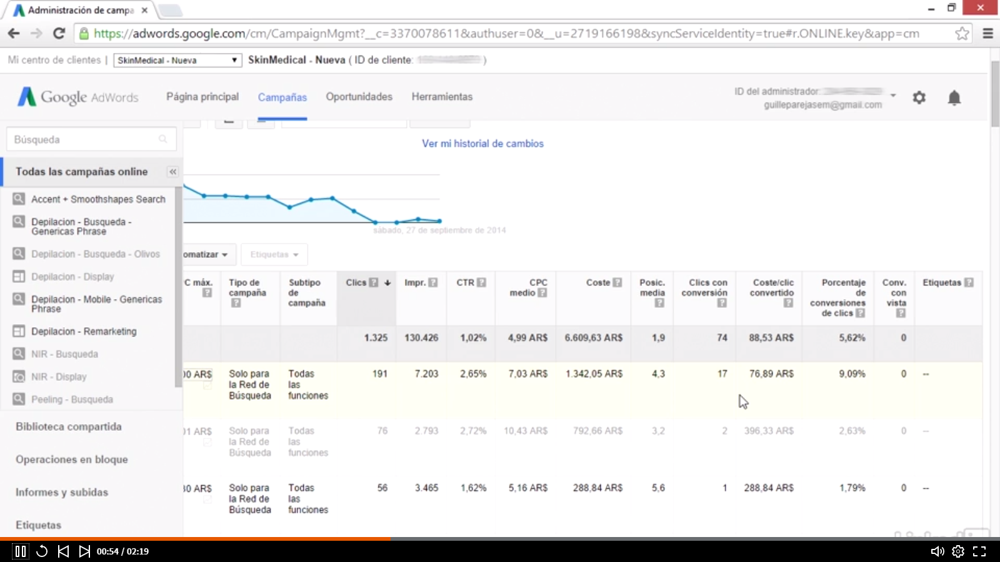 Administración de campa
https://adwords.google.com/cm/CampaignMgmt?__c=3370078611&authuser=0&__u=2719166198&syncServiceIdentity=true#r.ONLINE.key&app=cm
Mi centro de clientes | SkinMedical - Nueva SkinMedical - Nueva ( ID de cliente: )
Google AdWords
Página principal
Campañas
Oportunidades
Herramientas
ID del administrador:
guilleparejasem@gmail.com
Búsqueda
Todas las campañas online
Accent + Smoothshapes Search
Depilacion - Busqueda -
Genericas Phrase
Depilacion - Busqueda - Olivos
Depilacion - Display
Depilacion - Mobile - Genericas
Phrase
Depilacion - Remarketing
NIR - Busqueda
NIR - Display
Peeling - Busqueda
Biblioteca compartida
Operaciones en bloque
Informes y subidas
Etiquetas
Ver mi historial de cambios
sábado, 27 de septiembre de 2014
omatizar
Etiquetas
C máx. ?
Tipo de
campaña
?
Subtipo
de
campaña
Clics ?
Impr. ?
CTR ?
CPC
medio ?
Coste ?
Posic.
media
?
Clics con
conversión
?
Coste/clic
convertido
?
Porcentaje
de
conversiones
de clics ?
Conv.
con
vista
?
Etiquetas ?
1.325 130.426 1,02% 4,99 AR$ 6.609,63 AR$ 1,9 74 88,53 AR$ 5,62% 0
00 AR$ Solo para Todas 191 7.203 2,65% 7,03 AR$ 1.342,05 AR$ 4,3 17 76,89 AR$ 9,09% 0 --
la Red de las
Búsqueda funciones
01 AR$ Solo para Todas 76 2.793 2,72% 10,43 AR$ 792,66 AR$ 3,2 2 396,33 AR$ 2,63% 0 --
la Red de las
Búsqueda funciones
30 AR$ Solo para Todas 56 3.465 1,62% 5,16 AR$ 288,84 AR$ 5,6 1 288,84 AR$ 1,79% 0 --
la Red de las
Búsqueda funciones
00:54 / 02:19